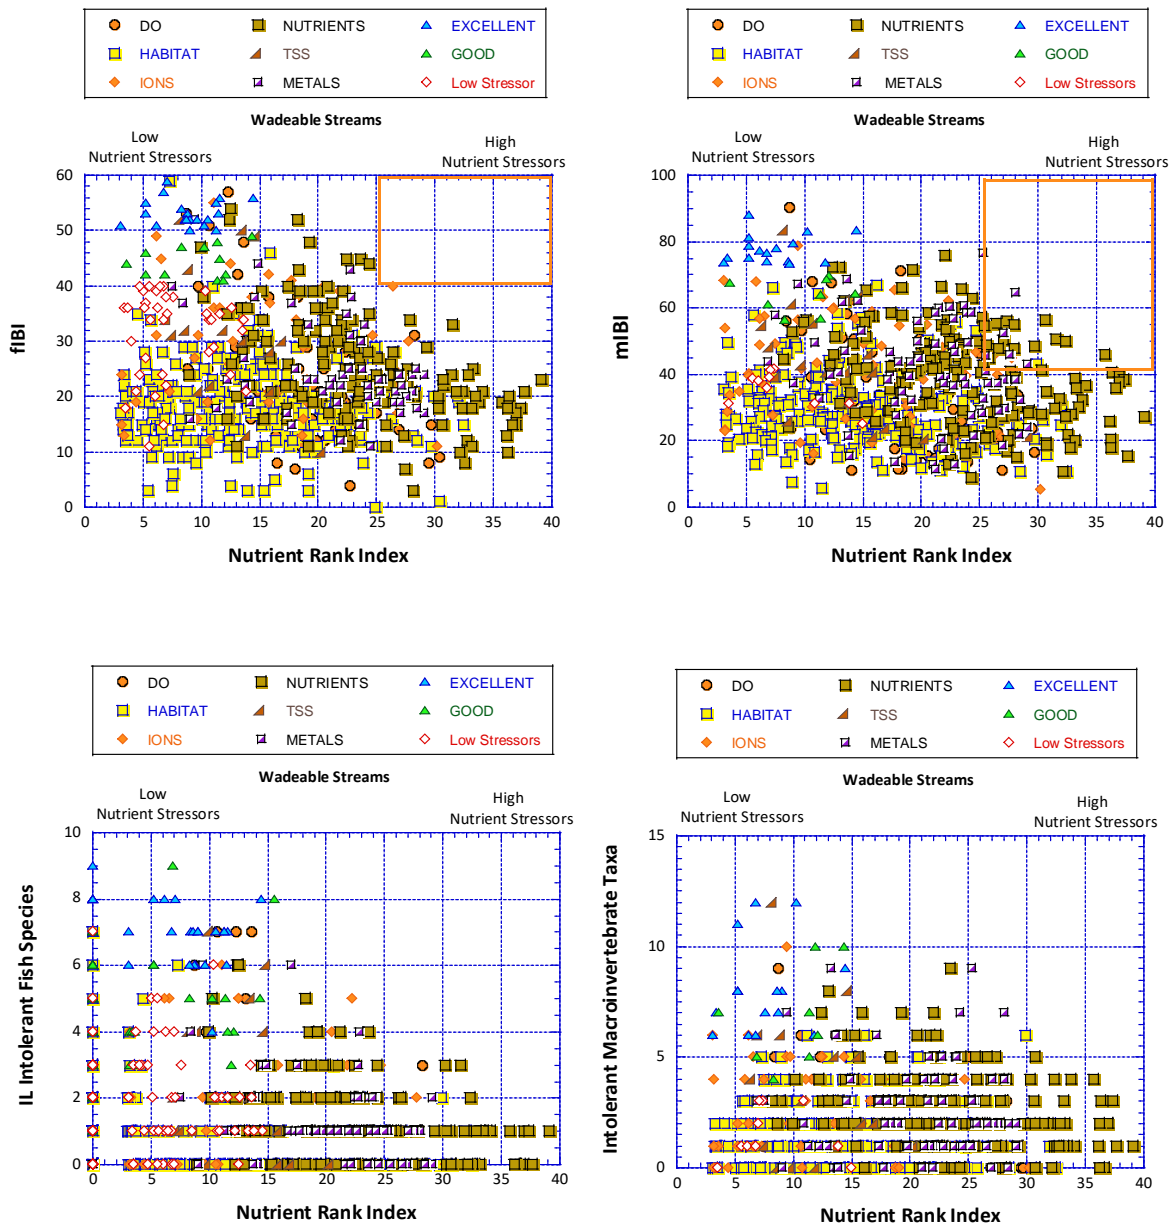 DO NUTRIENTS EXCELLENT
HABITAT TSS GOOD
IONS METALS Low Stressor
Wadeable Streams
Low
Nutrient Stressors
High
Nutrient Stressors
60
50
40
30
20
10
0
fIBI
0 5 10 15 20 25 30 35 40
Nutrient Rank Index
DO NUTRIENTS EXCELLENT
HABITAT TSS GOOD
IONS METALS Low Stressors
Wadeable Streams
Low
Nutrient Stressors
High
Nutrient Stressors
100
80
60
40
20
0
mIBI
0 5 10 15 20 25 30 35 40
Nutrient Rank Index
DO NUTRIENTS EXCELLENT
HABITAT TSS GOOD
IONS METALS Low Stressors
Wadeable Streams
Low
Nutrient Stressors
High
Nutrient Stressors
10
8
6
4
2
0
IL Intolerant Fish Species
0 5 10 15 20 25 30 35 40
Nutrient Rank Index
DO NUTRIENTS EXCELLENT
HABITAT TSS GOOD
IONS METALS Low Stressors
Wadeable Streams
Low
Nutrient Stressors
High
Nutrient Stressors
15
10
5
0
Intolerant Macroinvertebrate Taxa
0 5 10 15 20 25 30 35 40
Nutrient Rank Index